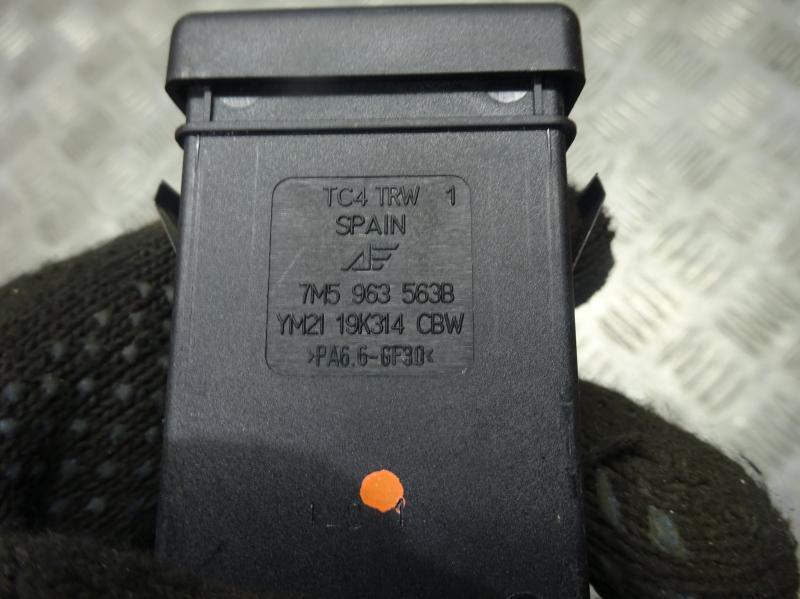 TC4 TRW 1
SPAIN
7M5 963 563B
YM21 19K314 CBW
>PA6.6-GF30<